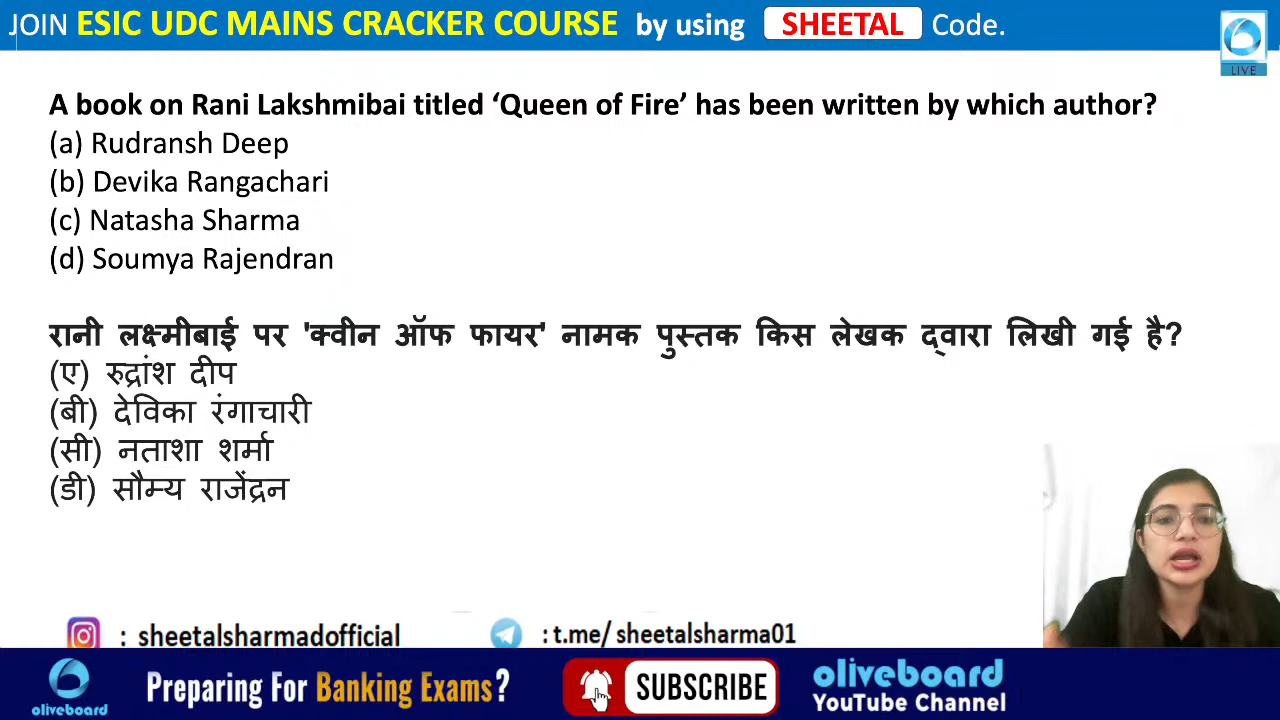 JOIN ESIC UDC MAINS CRACKER COURSE by using SHEETAL Code.
LIVE
A book on Rani Lakshmibai titled ‘Queen of Fire’ has been written by which author?
(a) Rudransh Deep
(b) Devika Rangachari
(c) Natasha Sharma
(d) Soumya Rajendran
रानी लक्ष्मीबाई पर 'क्वीन ऑफ फायर' नामक पुस्तक किस लेखक द्वारा लिखी गई है?
(ए) रुद्रांश दीप
(बी) देविका रंगाचारी
(सी) नताशा शर्मा
(डी) सौम्य राजेंद्रन
: sheetalsharmadofficial : t.me/ sheetalsharma01
oliveboard Preparing For Banking Exams? SUBSCRIBE oliveboard
YouTube Channel